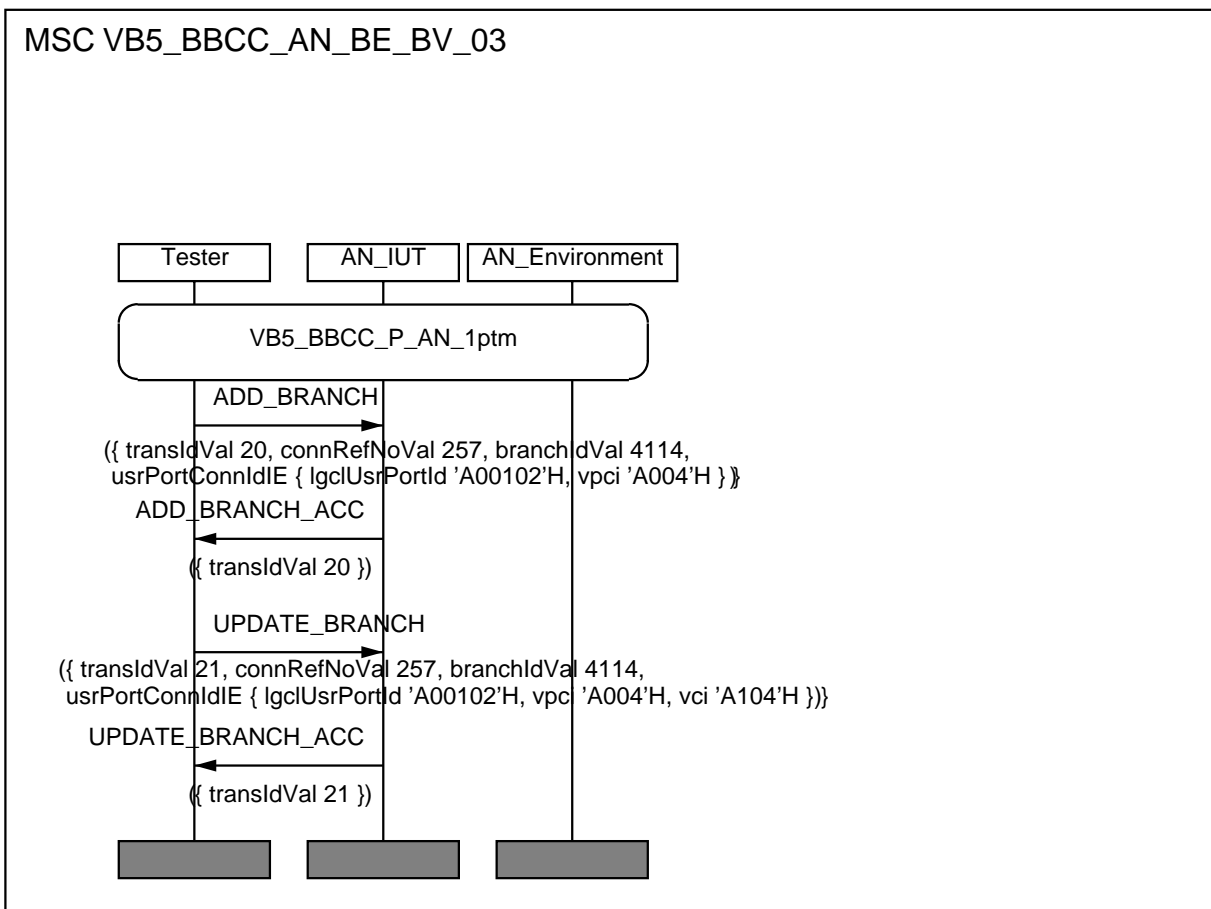 MSC VB5_BBCC_AN_BE_BV_03
Tester AN_IUT AN_Environment
VB5_BBCC_P_AN_1ptm
ADD_BRANCH
({ transIdVal 20, connRefNoVal 257, branchIdVal 4114,
usrPortConnIdIE { lgclUsrPortId ’A00102’H, vpci ’A004’H } )}
ADD_BRANCH_ACC
({ transIdVal 20 })
UPDATE_BRANCH
({ transIdVal 21, connRefNoVal 257, branchIdVal 4114,
usrPortConnIdIE { lgclUsrPortId ’A00102’H, vpci ’A004’H, vci ’A104’H })}
UPDATE_BRANCH_ACC
({ transIdVal 21 })